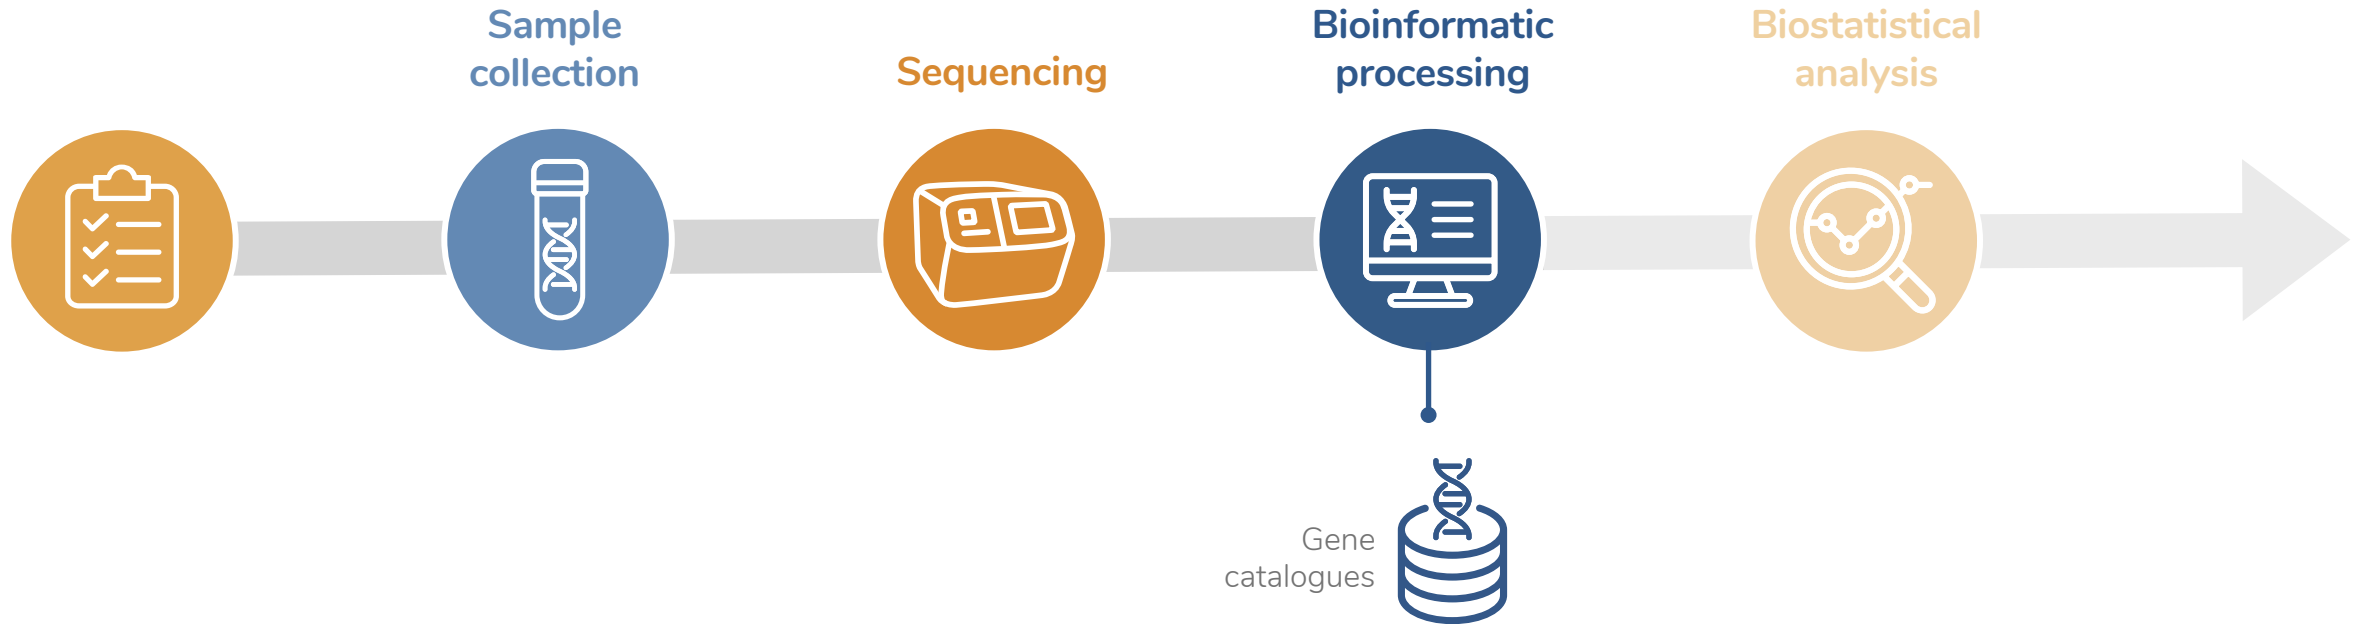 Sample
collection
Sequencing
Bioinformatic
processing
Biostatistical
analysis
Gene
catalogues